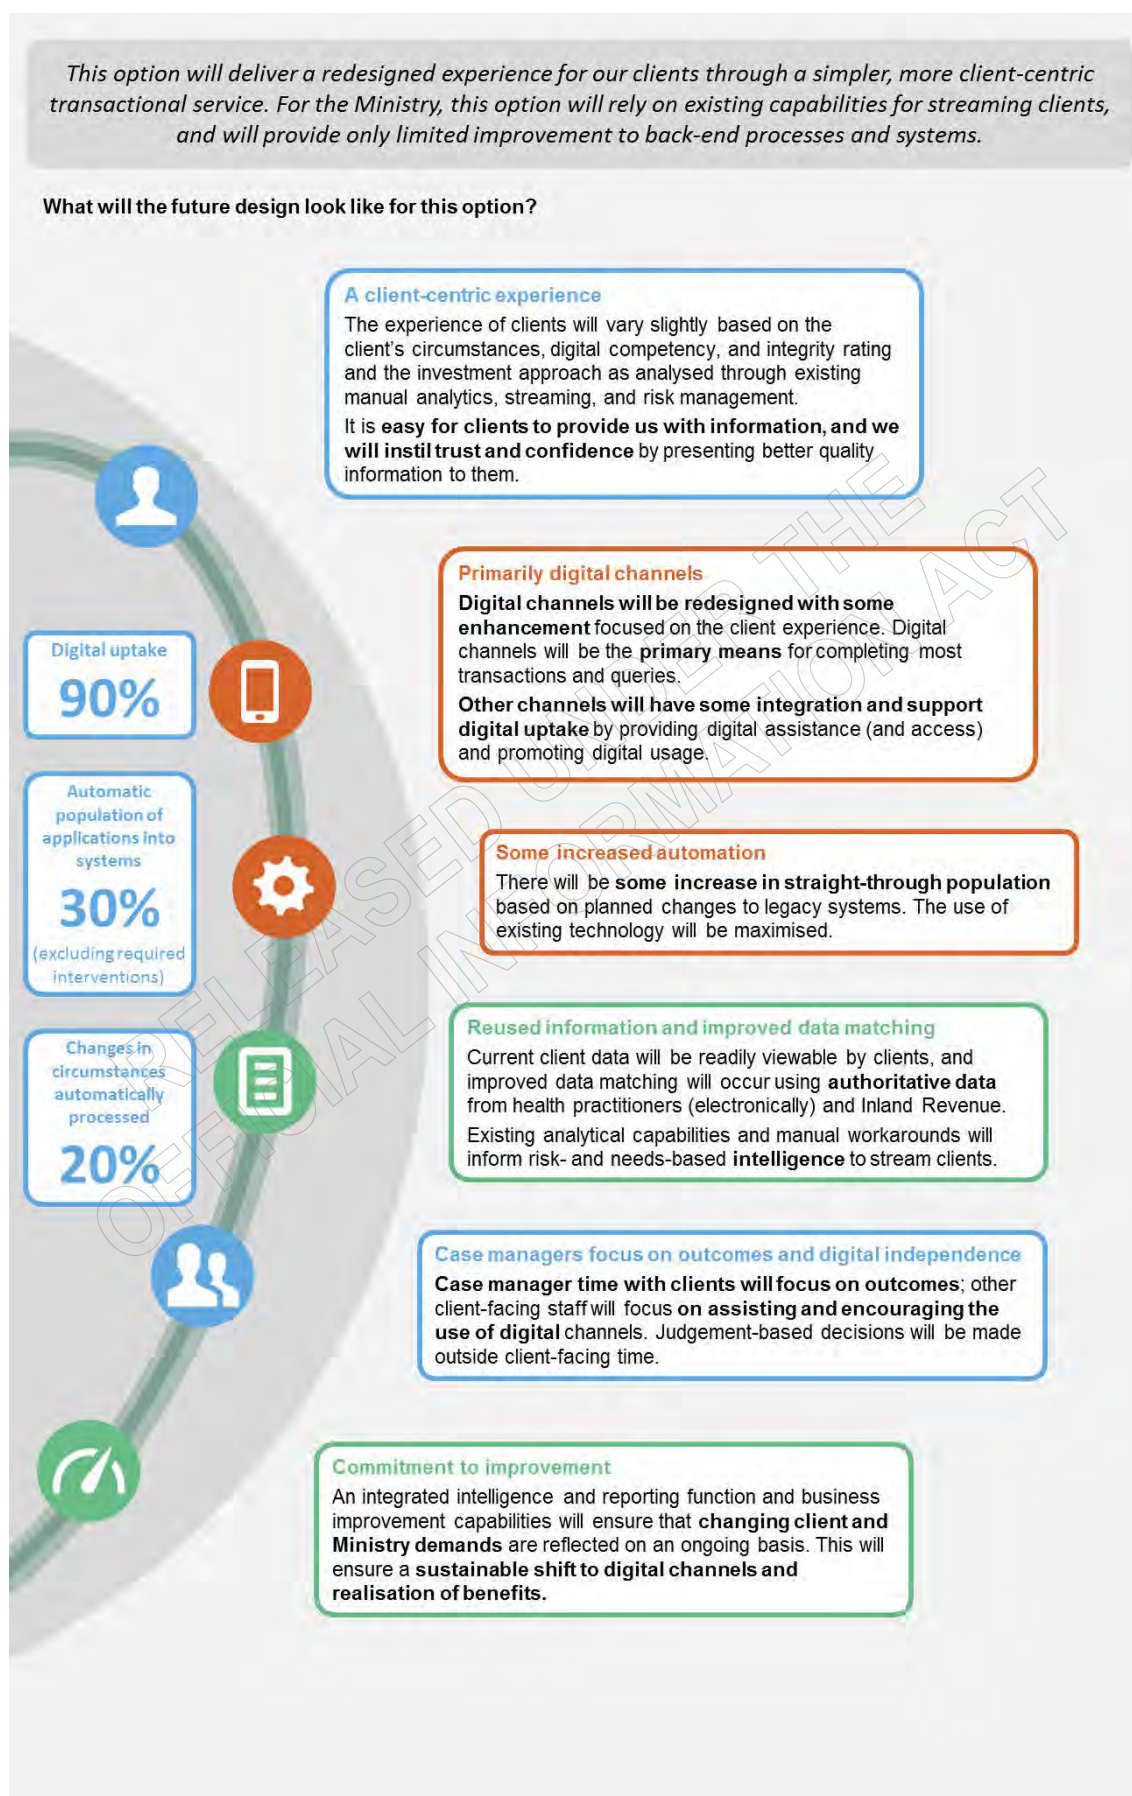 This option will deliver a redesigned experience for our clients through a simpler, more client-centric
transactional service. For the Ministry, this option will rely on existing capabilities for streaming clients,
and will provide only limited improvement to back-end processes and systems.
What will the future design look like for this option?
A client-centric experience
The experience of clients will vary slightly based on the
client's circumstances, digital competency, and integrity rating
and the investment approach as analysed through existing
manual analytics, streaming, and risk management.
It is easy for clients to provide us with information, and we
will instil trust and confidence by presenting better quality
information to them.
Primarily digital channels
Digital channels will be redesigned with some
enhancement focused on the client experience. Digital
channels will be the primary means for completing most
transactions and queries.
Other channels will have some integration and support
digital uptake by providing digital assistance (and access)
and promoting digital usage.
Digital uptake
90%
Automatic
population of
applications into
systems
30%
(excluding required
interventions)
Some increased automation
There will be some increase in straight-through population
based on planned changes to legacy systems. The use of
existing technology will be maximised.
Reused information and improved data matching
Current client data will be readily viewable by clients, and
improved data matching will occur using authoritative data
from health practitioners (electronically) and Inland Revenue.
Existing analytical capabilities and manual workarounds will
inform risk- and needs-based intelligence to stream clients.
Changes in
circumstances
automatically
processed
20%
Case managers focus on outcomes and digital independence
Case manager time with clients will focus on outcomes; other
client-facing staff will focus on assisting and encouraging the
use of digital channels. Judgement-based decisions will be made
outside client-facing time.
Commitment to improvement
An integrated intelligence and reporting function and business
improvement capabilities will ensure that changing client and
Ministry demands are reflected on an ongoing basis. This will
ensure a sustainable shift to digital channels and
realisation of benefits.
RELEASED UNDER THE
OFFICIAL INFORMATION ACT